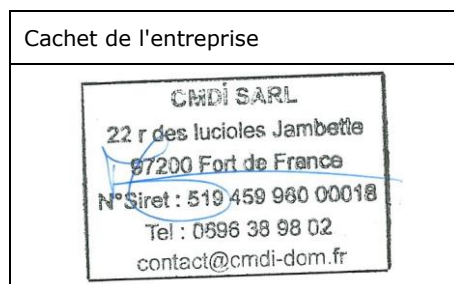 Cachet de l'entreprise
CMDİ SARL
22 r des lucioles Jambette
97200 Fort de France
N°Siret : 519 459 960 00018
Tel : 0696 38 98 02
contact@cmdi-dom.fr